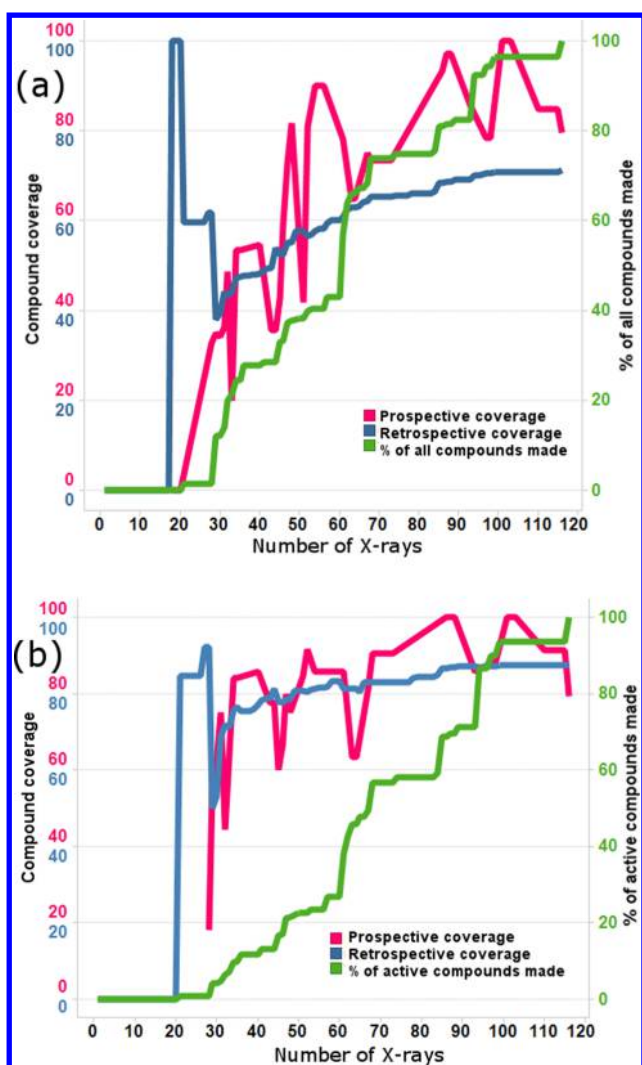 (a)
Compound coverage
100
100
80
80
60
60
40
40
20
20
0
0
100
80
60
40
20
0
% of all compounds made
Prospective coverage
Retrospective coverage
% of all compounds made
0 10 20 30 40 50 60 70 80 90 100 110 120
Number of X-rays
(b)
Compound coverage
100
100
80
80
60
60
40
40
20
20
0
0
100
80
60
40
20
0
% of active compounds made
Prospective coverage
Retrospective coverage
% of active compounds made
0 10 20 30 40 50 60 70 80 90 100 110 120
Number of X-rays